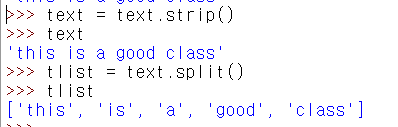 >>> text = text.strip()
>>> text
'this is a good class'
>>> tlist = text.split()
>>> tlist
['this', 'is', 'a', 'good', 'class']